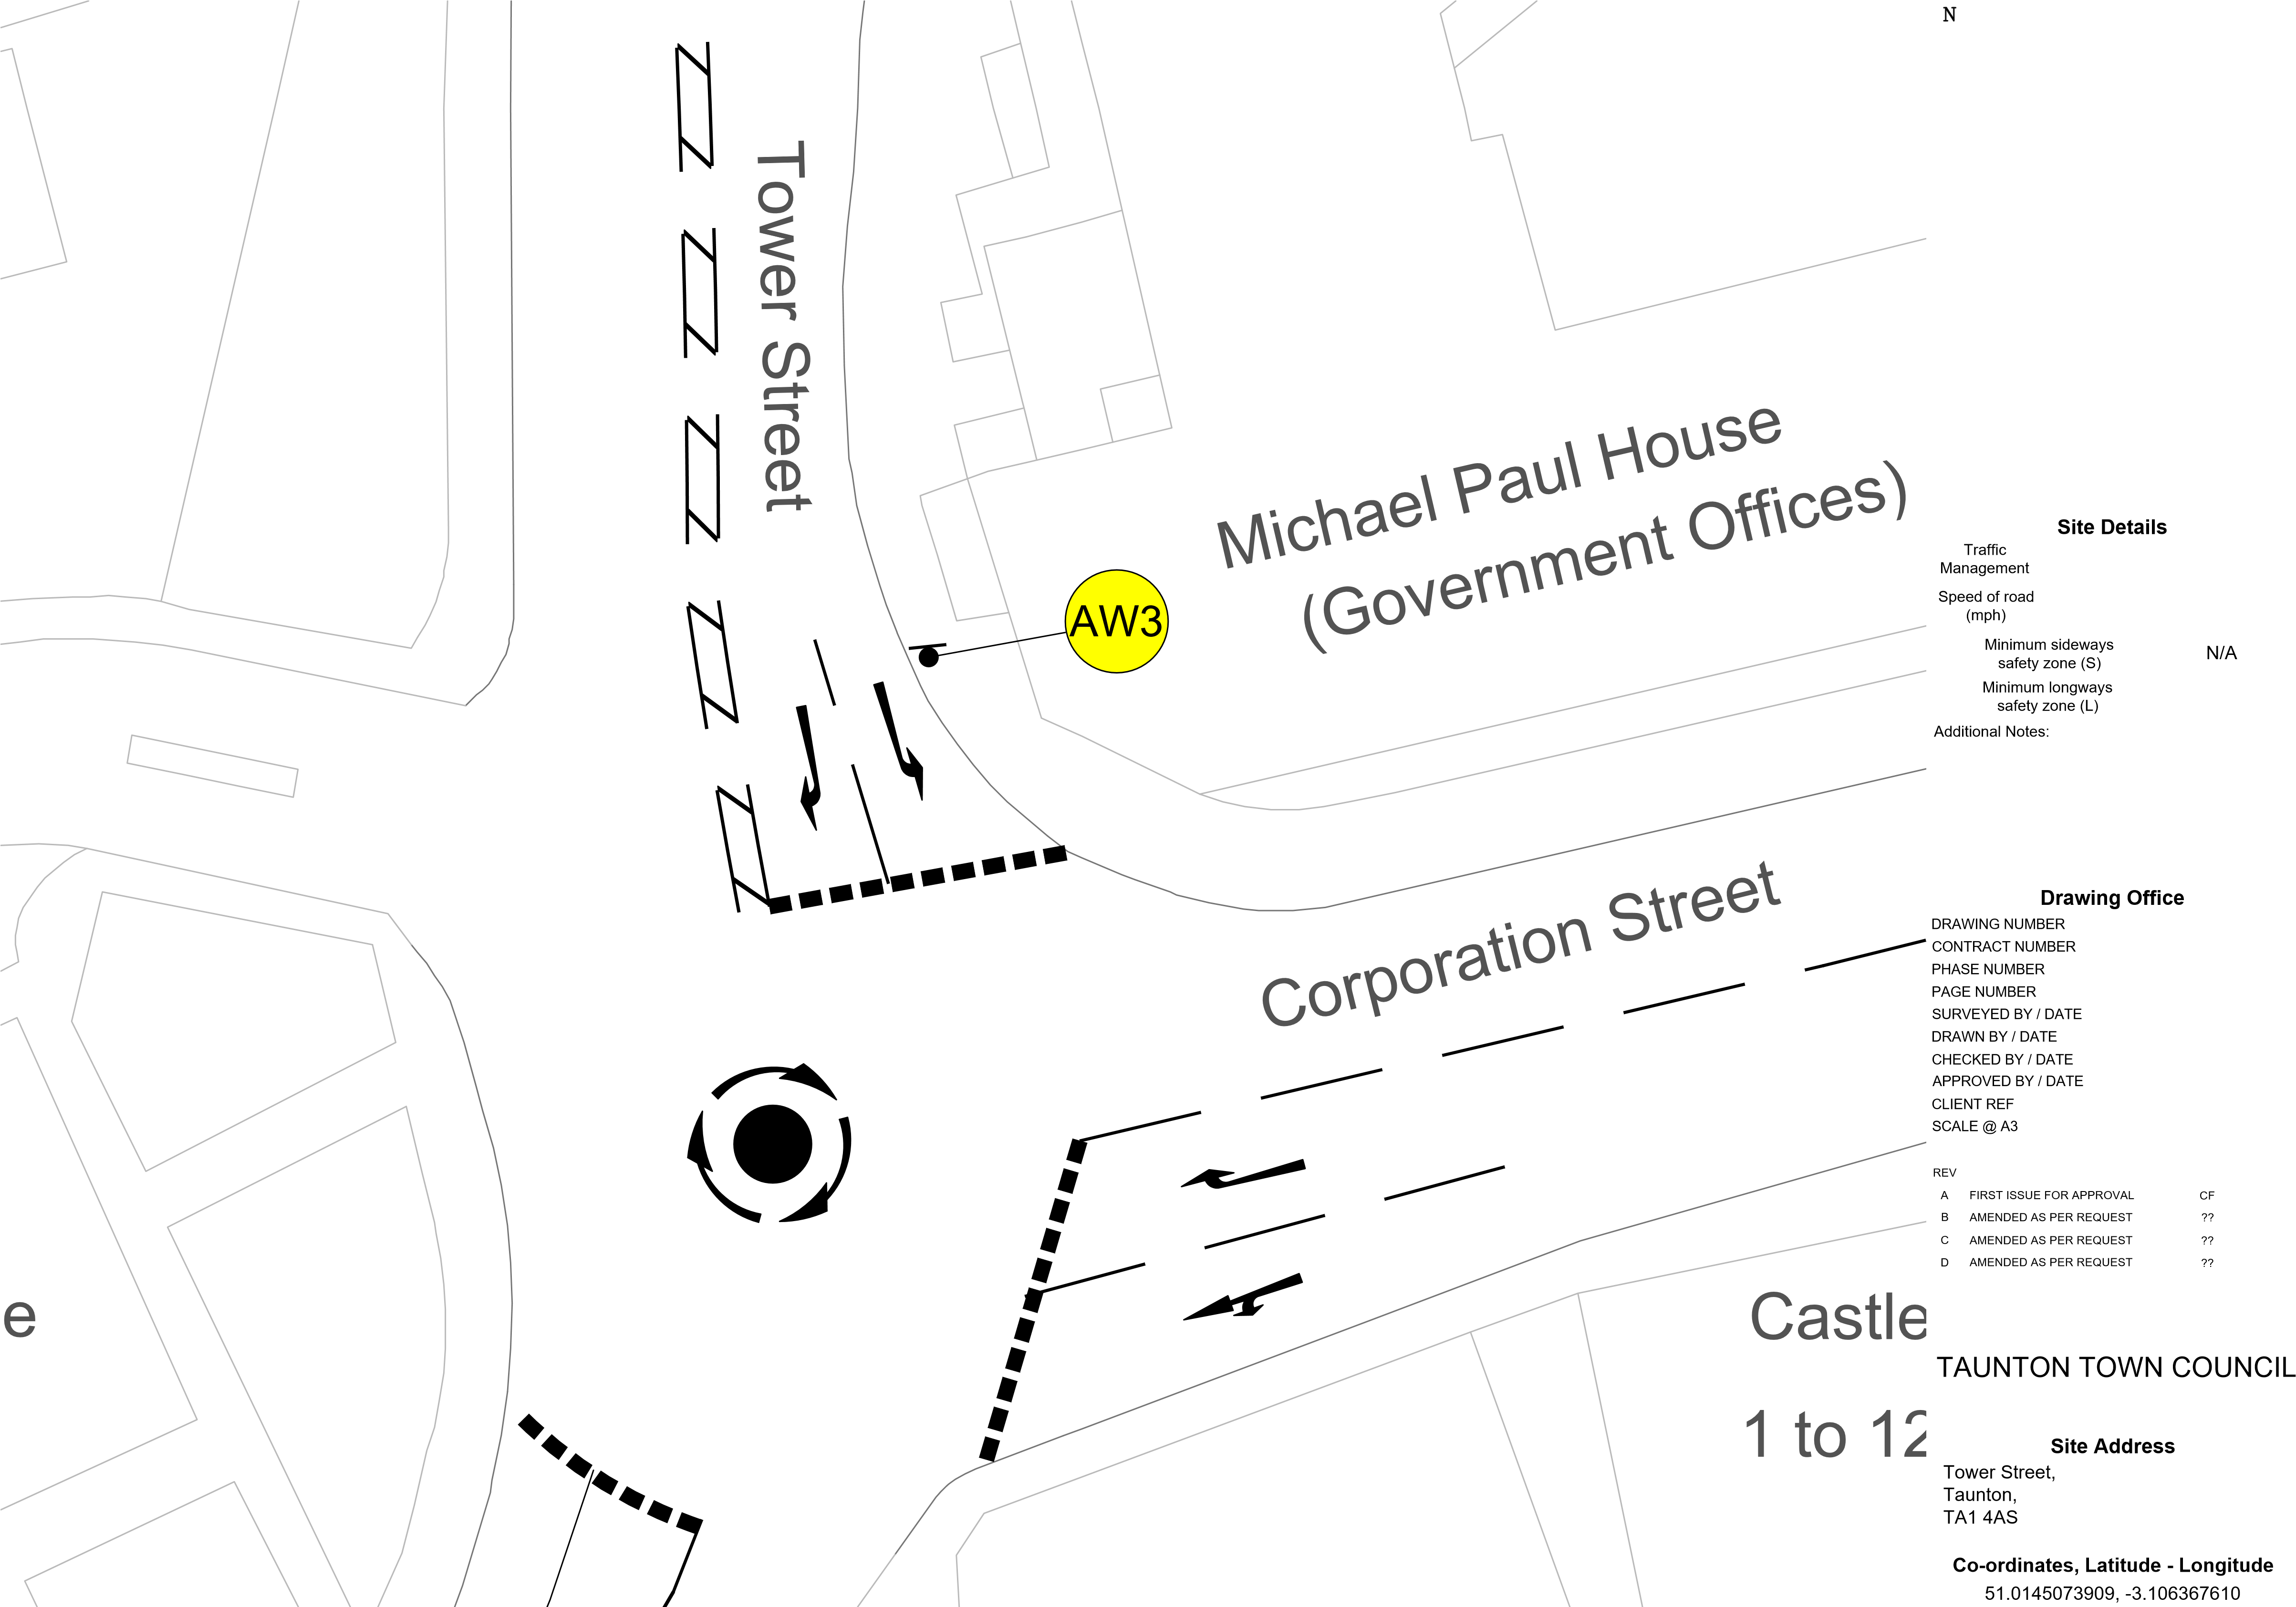 N
Tower Street
Michael Paul House
(Government Offices)
AW3
Corporation Street
e
Castle
1 to 12
Site Details
Traffic
Management
Speed of road
(mph)
Minimum sideways
safety zone (S)
N/A
Minimum longways
safety zone (L)
Additional Notes:
Drawing Office
DRAWING NUMBER
CONTRACT NUMBER
PHASE NUMBER
PAGE NUMBER
SURVEYED BY / DATE
DRAWN BY / DATE
CHECKED BY / DATE
APPROVED BY / DATE
CLIENT REF
SCALE @ A3
REV
A FIRST ISSUE FOR APPROVAL CF
B AMENDED AS PER REQUEST ??
C AMENDED AS PER REQUEST ??
D AMENDED AS PER REQUEST ??
TAUNTON TOWN COUNCIL
Site Address
Tower Street,
Taunton,
TA1 4AS
Co-ordinates, Latitude - Longitude
51.0145073909, -3.106367610